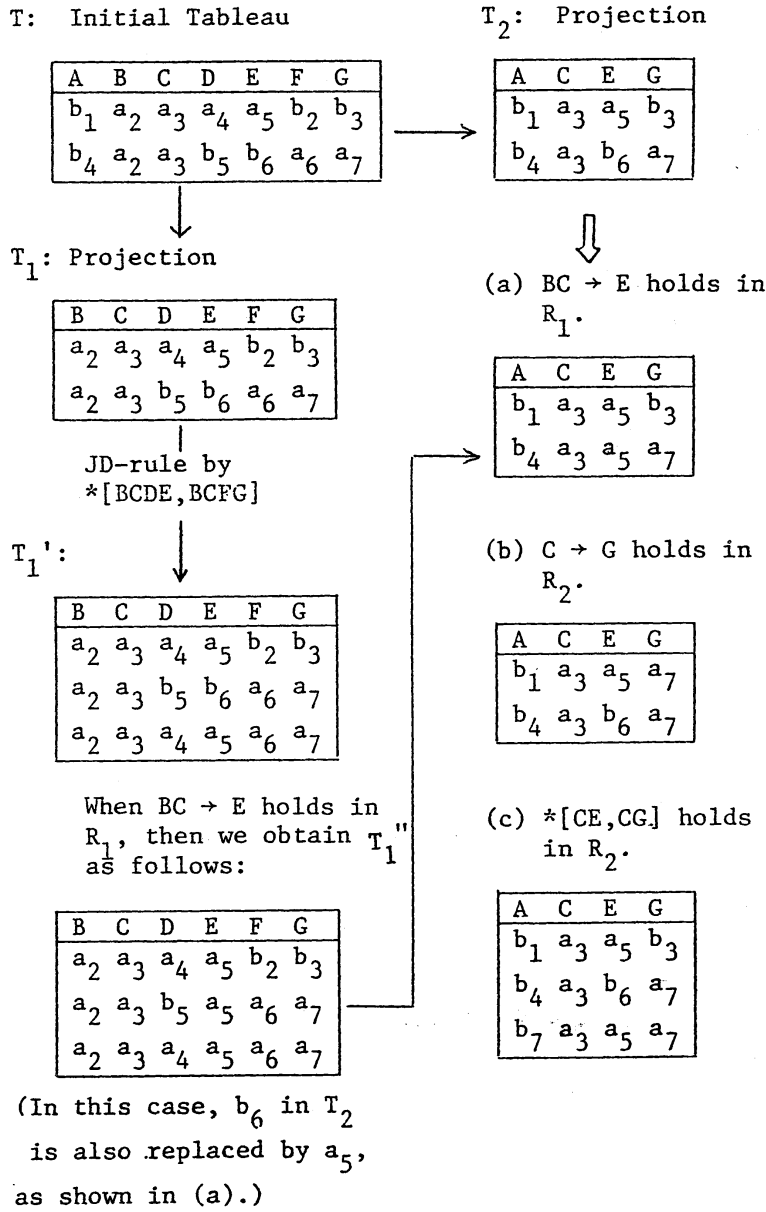 T: Initial Tableau
A B C D E F G
b1 a2 a3 a4 a5 b2 b3
b4 a2 a3 b5 b6 a6 a7
T1: Projection
B C D E F G
a2 a3 a4 a5 b2 b3
a2 a3 b5 b6 a6 a7
JD-rule by
*[BCDE,BCFG]
T1':
B C D E F G
a2 a3 a4 a5 b2 b3
a2 a3 b5 b6 a6 a7
a2 a3 a4 a5 a6 a7
When BC → E holds in
R1, then we obtain T1"
as follows:
B C D E F G
a2 a3 a4 a5 b2 b3
a2 a3 b5 a5 a6 a7
a2 a3 a4 a5 a6 a7
(In this case, b6 in T2
is also replaced by a5,
as shown in (a).)
T2: Projection
A C E G
b1 a3 a5 b3
b4 a3 b6 a7
(a) BC → E holds in
R1.
A C E G
b1 a3 a5 b3
b4 a3 a5 a7
(b) C → G holds in
R2.
A C E G
b1 a3 a5 a7
b4 a3 b6 a7
(c) *[CE,CG] holds
in R2.
A C E G
b1 a3 a5 b3
b4 a3 b6 a7
b7 a3 a5 a7